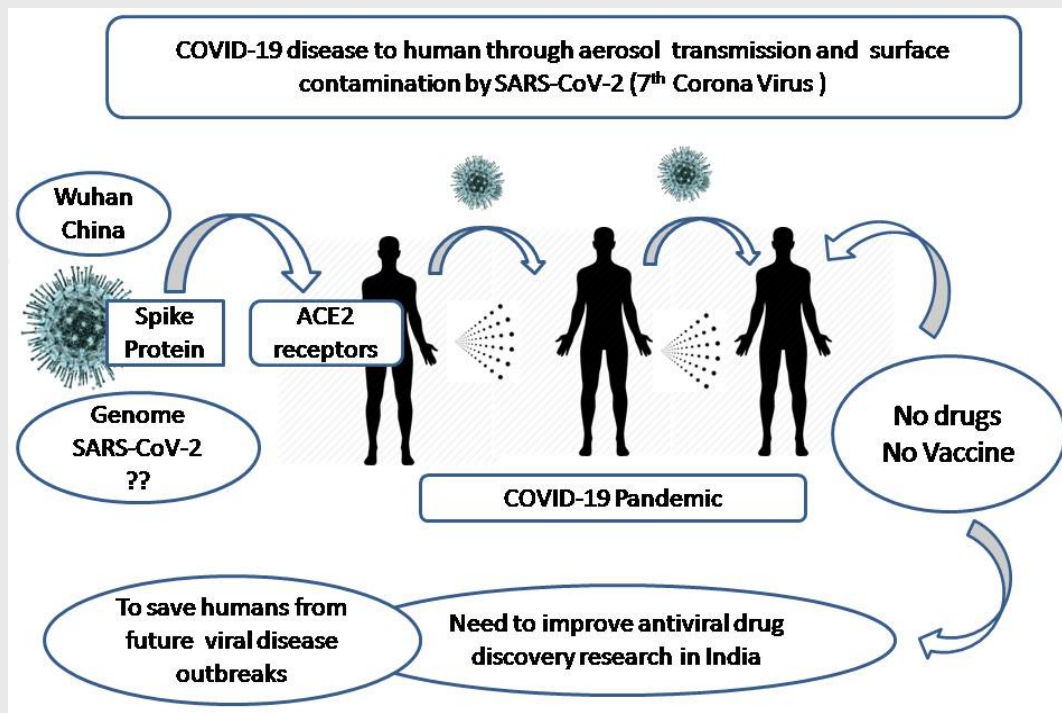 COVID-19 disease to human through aerosol transmission and surface
contamination by SARS-CoV-2 (7th Corona Virus )
Wuhan
China
Spike
Protein
ACE2
receptors
Genome
SARS-CoV-2
??
No drugs
No Vaccine
COVID-19 Pandemic
To save humans from
future viral disease
outbreaks
Need to improve antiviral drug
discovery research in India